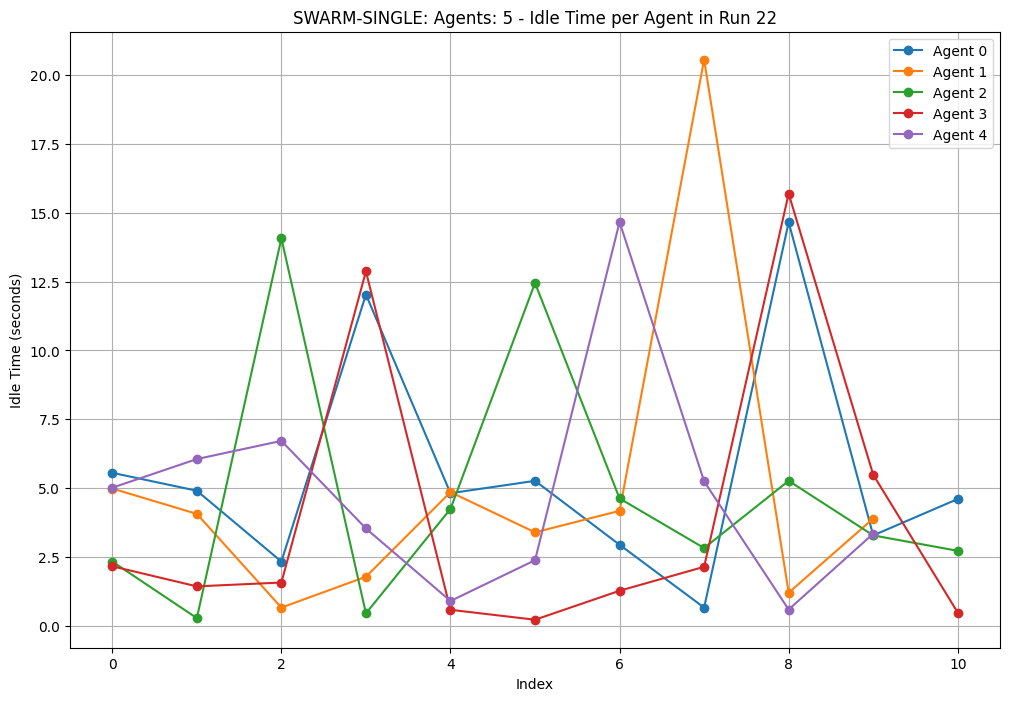 SWARM-SINGLE: Agents: 5 - Idle Time per Agent in Run 22
Agent 0
Agent 1
Agent 2
Agent 3
Agent 4
Idle Time (seconds)
20.0
17.5
15.0
12.5
10.0
7.5
5.0
2.5
0.0
0 2 4 6 8 10
Index